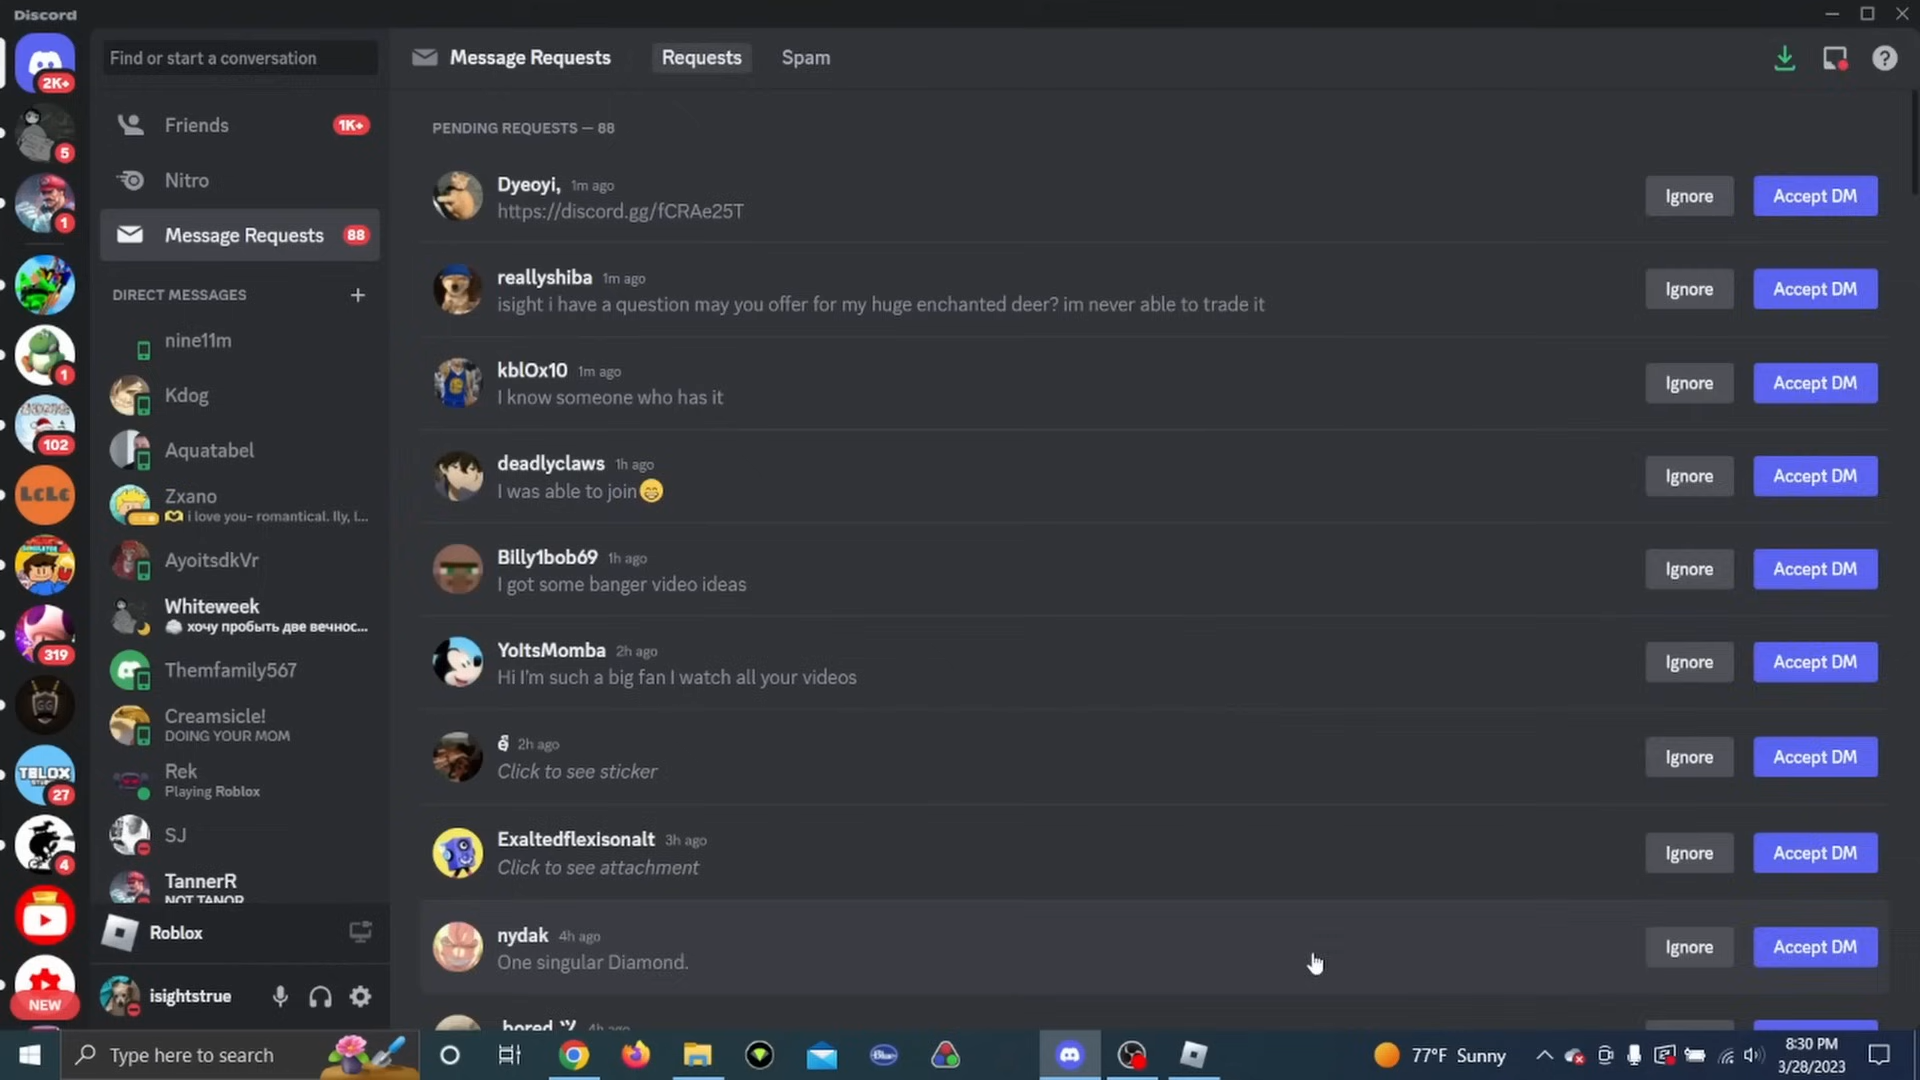 Discord
2K+
5
1
1
102
LCLC
319
GG
TBLOX
27
4
NEW
Find or start a conversation
Friends 1K+
Nitro
Message Requests 88
DIRECT MESSAGES +
nine11m
Kdog
Aquatabel
Zxano
i love you- romantical. Ily, I...
AyoitsdkVr
Whiteweek
хочу пробыть две вечнос...
Themfamily567
Creamsicle!
DOING YOUR MOM
Rek
Playing Roblox
SJ
TannerR
NOT TANOR
Roblox
isightstrue
Message Requests Requests Spam
PENDING REQUESTS — 88
Dyeoyi, 1m ago
https://discord.gg/fCRAe25T
Ignore Accept DM
reallyshiba 1m ago
isight i have a question may you offer for my huge enchanted deer? im never able to trade it
Ignore Accept DM
kblOx10 1m ago
I know someone who has it
Ignore Accept DM
deadlyclaws 1h ago
I was able to join😁
Ignore Accept DM
Billy1bob69 1h ago
I got some banger video ideas
Ignore Accept DM
YoItsMomba 2h ago
Hi I'm such a big fan I watch all your videos
Ignore Accept DM
2h ago
Click to see sticker
Ignore Accept DM
Exaltedflexisonalt 3h ago
Click to see attachment
Ignore Accept DM
nydak 4h ago
One singular Diamond.
Ignore Accept DM
bored ツ 4h ago
Type here to search
Blue
77°F Sunny
8:30 PM
3/28/2023